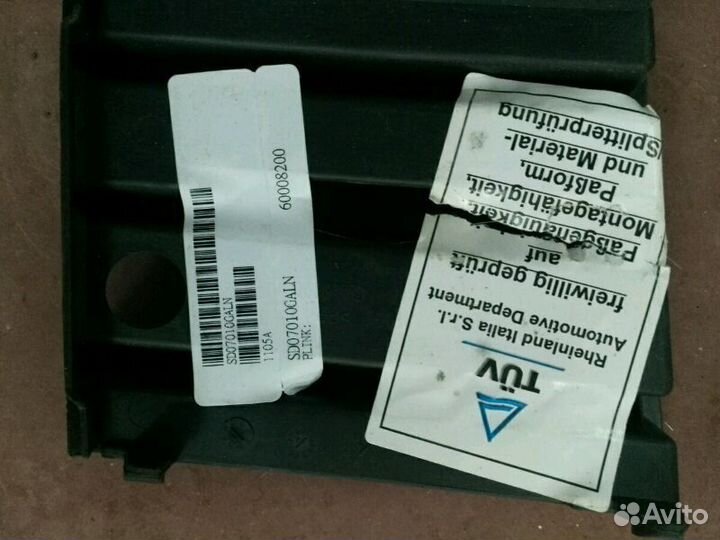 SD07010GALN
1105A
SD07010GALN
PLINK:
60008200
TÜV
Rheinland Italia S.r.l.
Automotive Department
freiwillig geprüft
auf
Paßgenauigkeit,
Montagefähigkeit,
Paßform,
und Material-
(Splitterprüfung
Avito